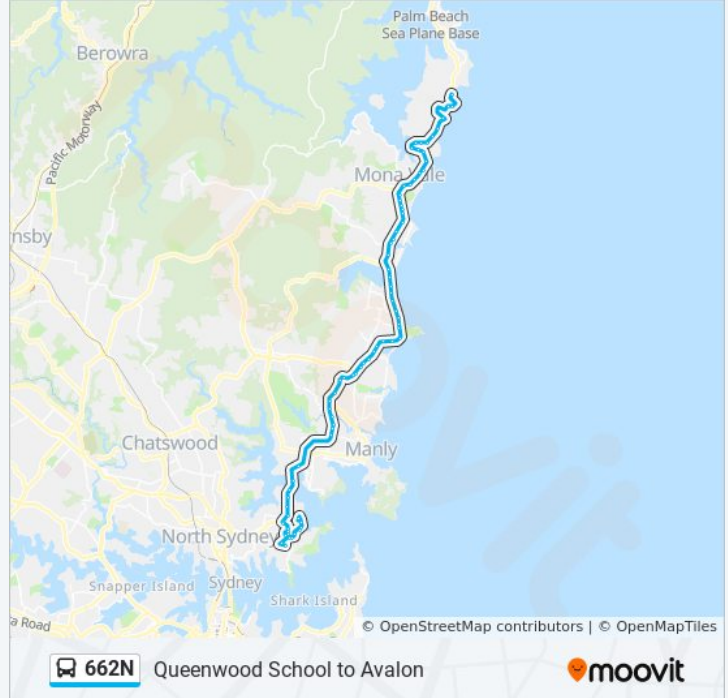 Palm Beach
Sea Plane Base
Berowra
Pacific Motorway
Mona Vale
nsby
Chatswood
Manly
North Sydney
Snapper Island
Sydney
Shark Island
a Road
© OpenStreetMap contributors | © OpenMapTiles
662N Queenwood School to Avalon
moovit